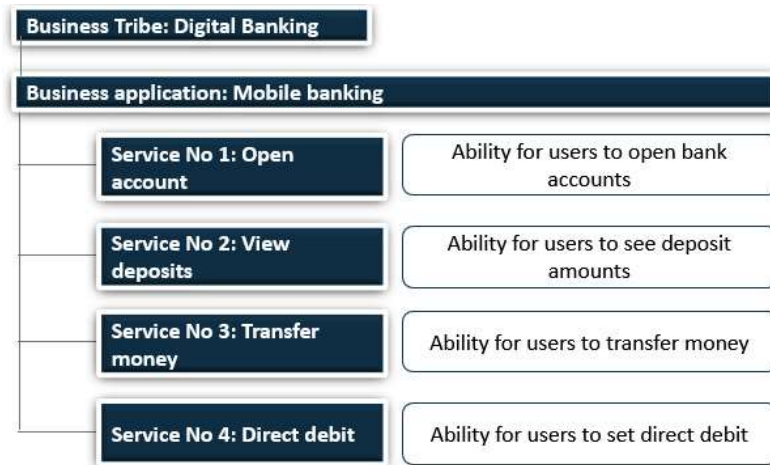 Business Tribe: Digital Banking
Business application: Mobile banking
Service No 1: Open
account
Ability for users to open bank
accounts
Service No 2: View
deposits
Ability for users to see deposit
amounts
Service No 3: Transfer
money
Ability for users to transfer money
Service No 4: Direct debit
Ability for users to set direct debit